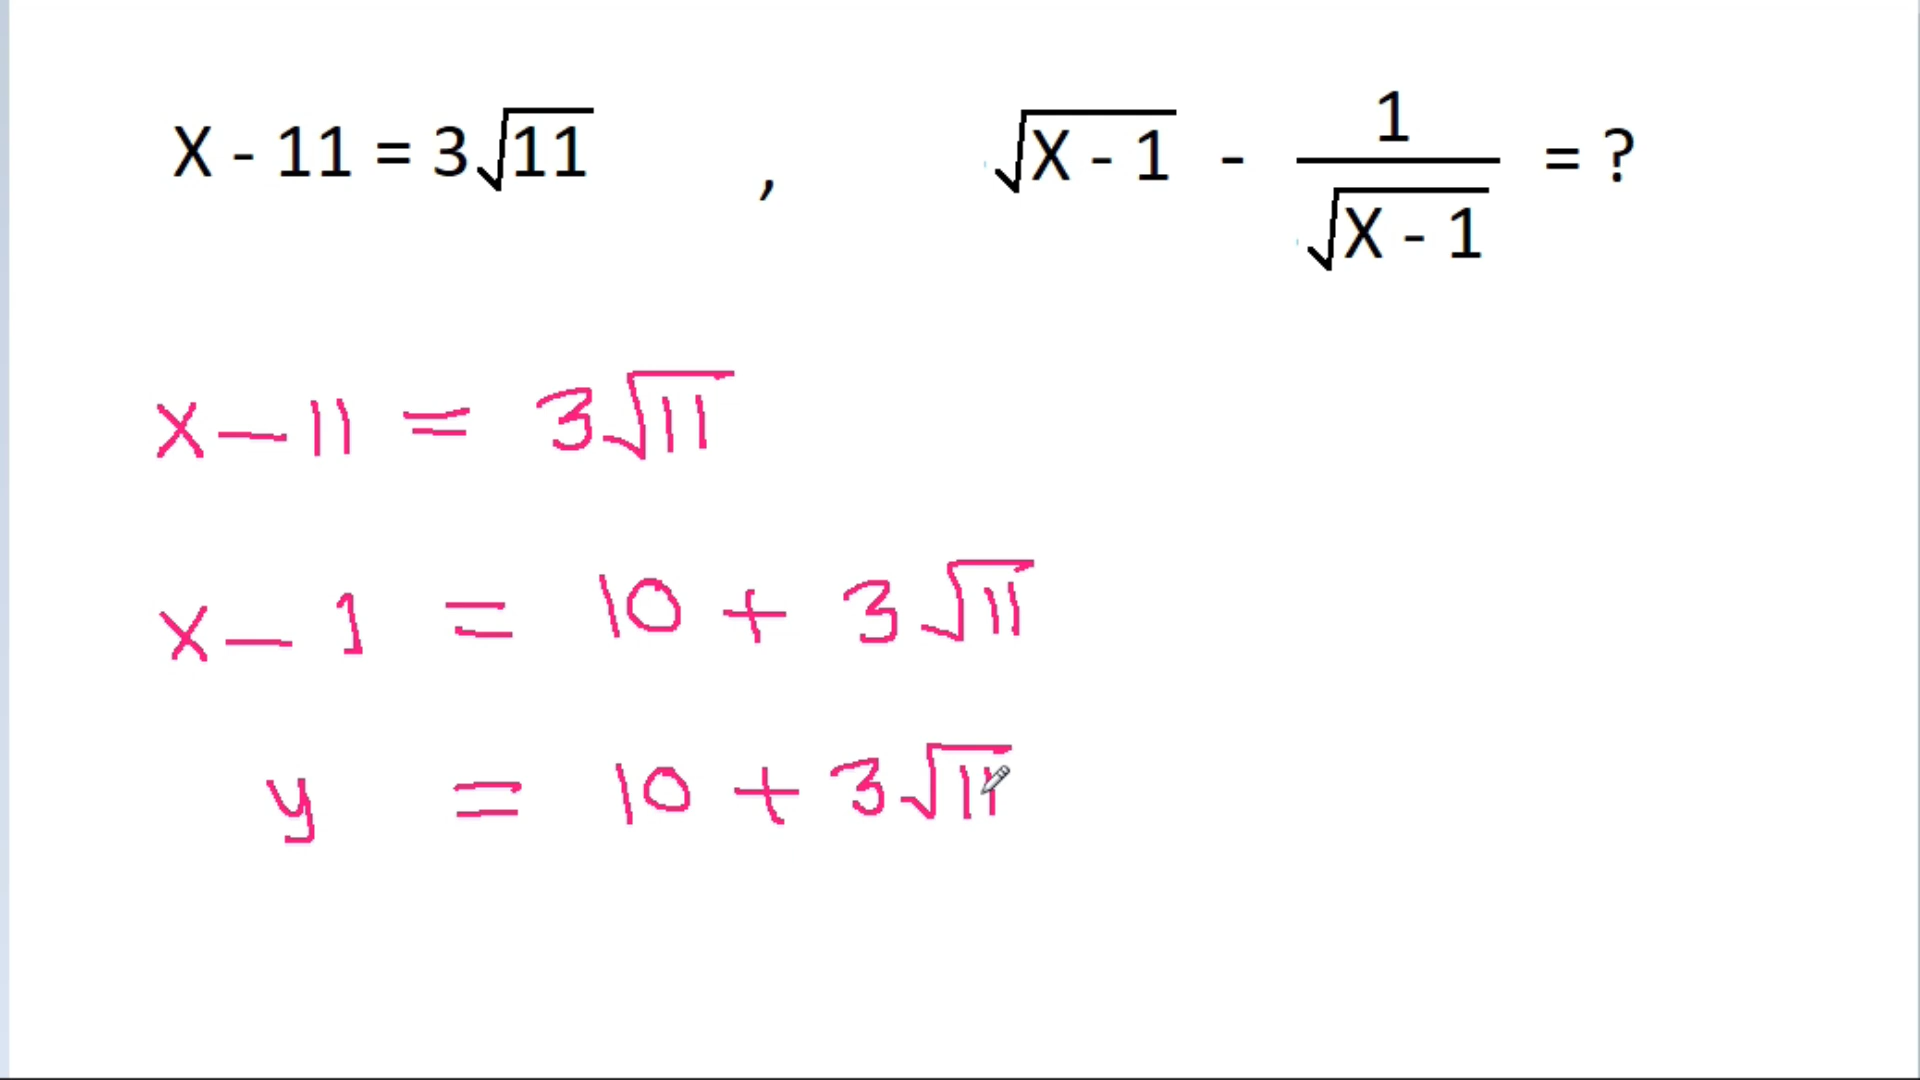 X - 11 = 3√11 , √X - 1 - 1/√X - 1 = ?
x - 11 = 3√11
x - 1 = 10 + 3√11
y = 10 + 3√11